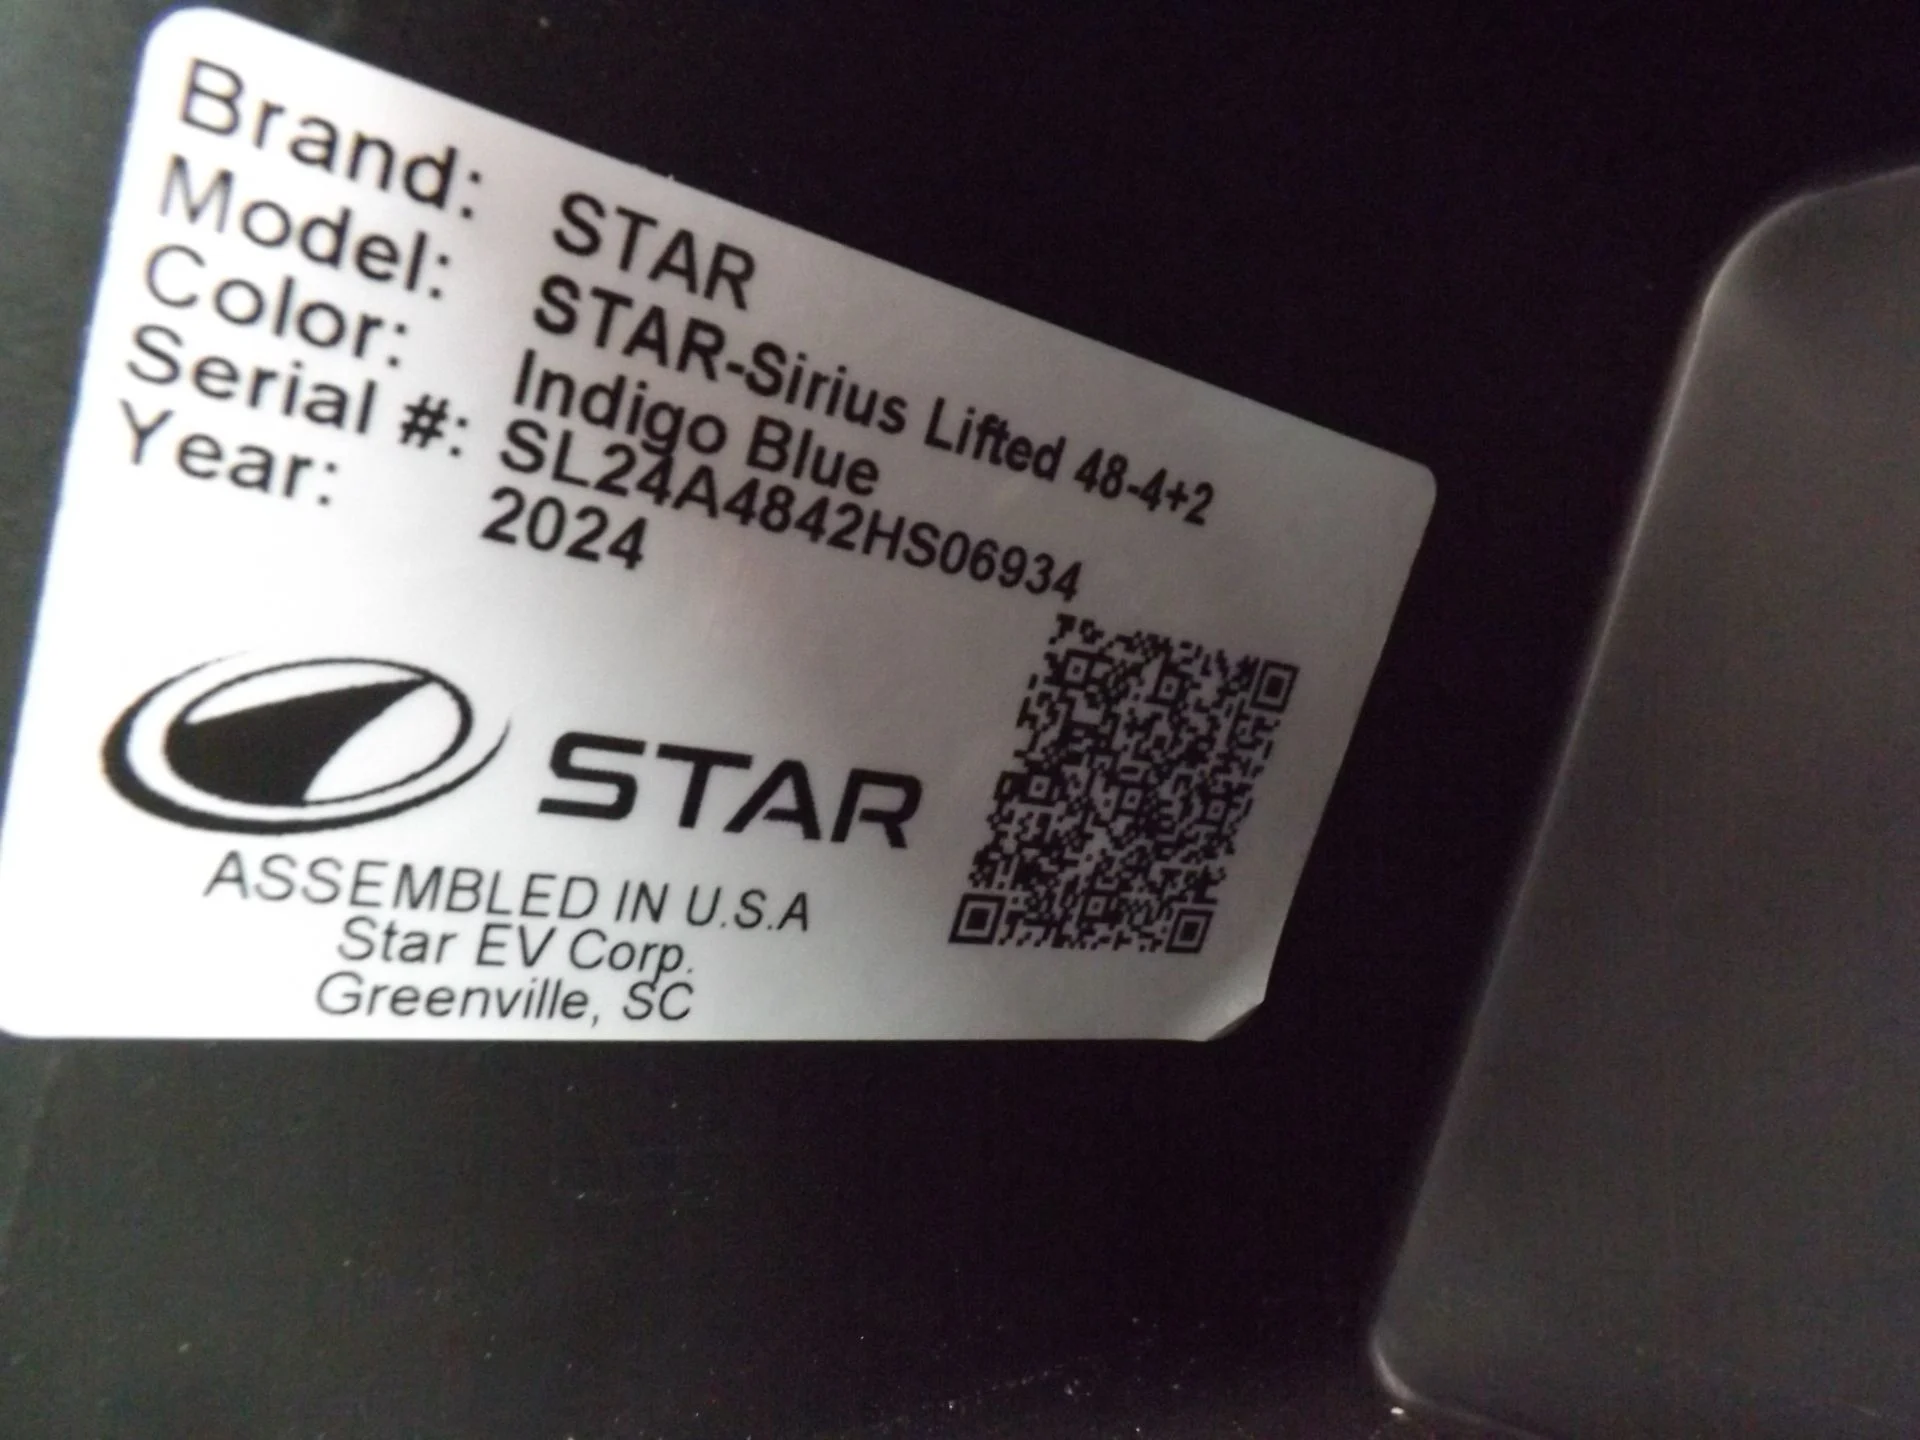 Brand: STAR
Model: STAR-Sirius Lifted 48-4+2
Color: Indigo Blue
Serial #: SL24A4842HS06934
Year: 2024
STAR
ASSEMBLED IN U.S.A
Star EV Corp.
Greenville, SC